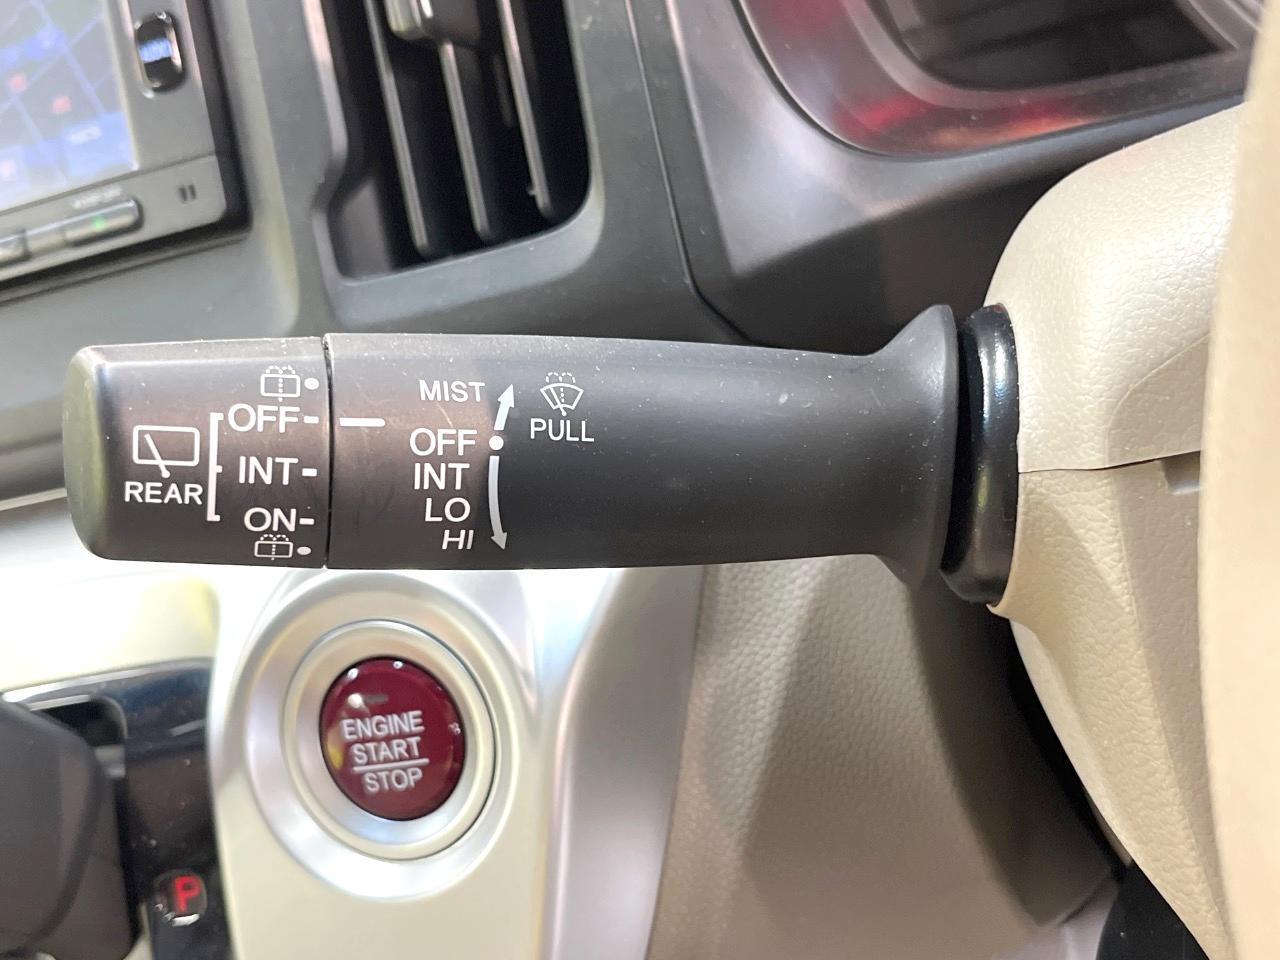 OFF
INT
ON
REAR
MIST
OFF
INT
LO
HI
PULL
ENGINE
START
STOP
P